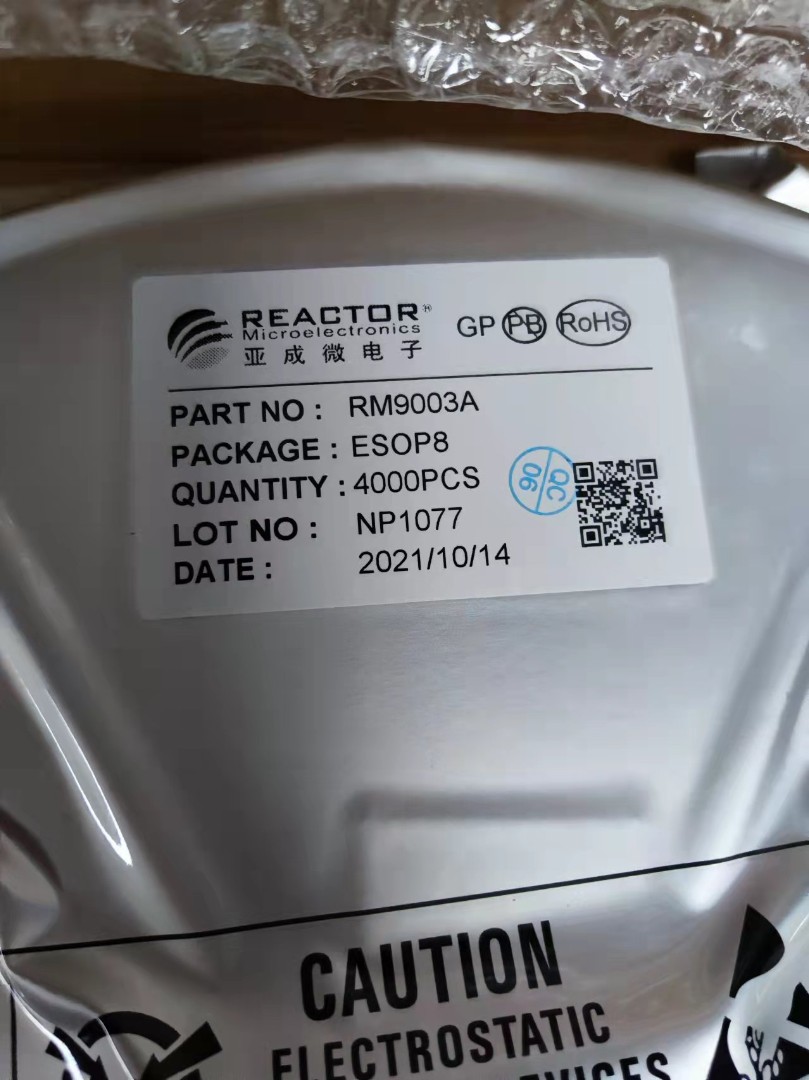 REACTOR®
Microelectronics
亚成微电子
GP PB RoHS
PART NO : RM9003A
PACKAGE : ESOP8
QUANTITY : 4000PCS
LOT NO : NP1077
DATE : 2021/10/14
QC
06
CAUTION
ELECTROSTATIC